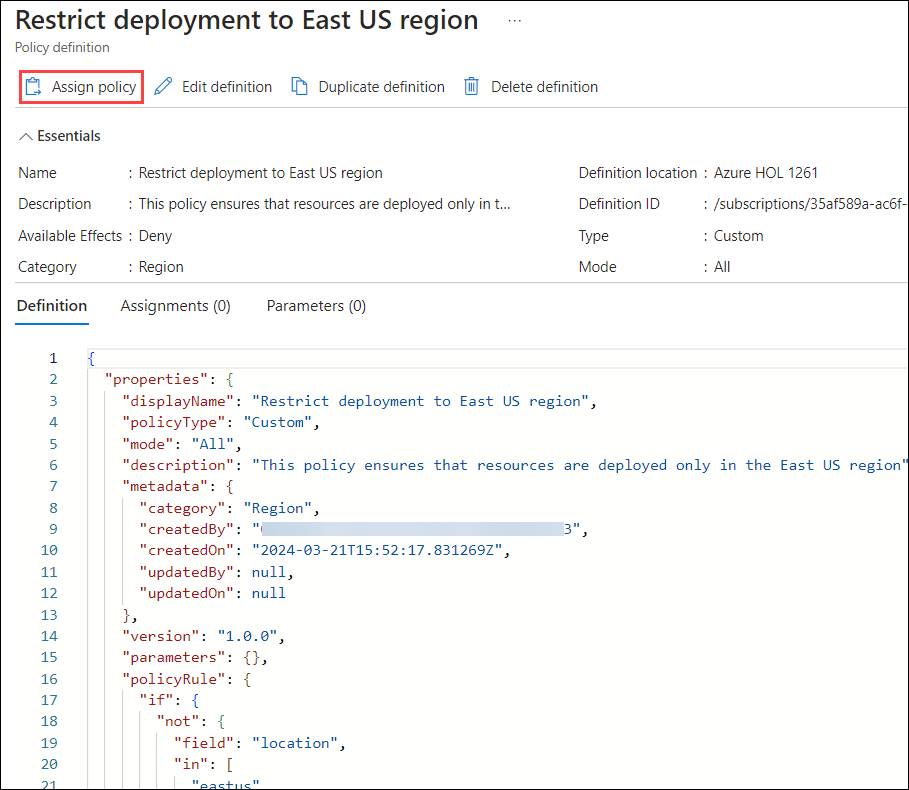 Restrict deployment to East US region ...
Policy definition
Assign policy Edit definition Duplicate definition Delete definition
Essentials
Name : Restrict deployment to East US region Definition location : Azure HOL 1261
Description : This policy ensures that resources are deployed only in t... Definition ID : /subscriptions/35af589a-ac6f-
Available Effects : Deny Type : Custom
Category : Region Mode : All
Definition Assignments (0) Parameters (0)
1 {
2 "properties": {
3 "displayName": "Restrict deployment to East US region",
4 "policyType": "Custom",
5 "mode": "All",
6 "description": "This policy ensures that resources are deployed only in the East US region"
7 "metadata": {
8 "category": "Region",
9 "createdBy": " 3",
10 "createdOn": "2024-03-21T15:52:17.831269Z",
11 "updatedBy": null,
12 "updatedOn": null
13 },
14 "version": "1.0.0",
15 "parameters": {},
16 "policyRule": {
17 "if": {
18 "not": {
19 "field": "location",
20 "in": [
21 "eastus"